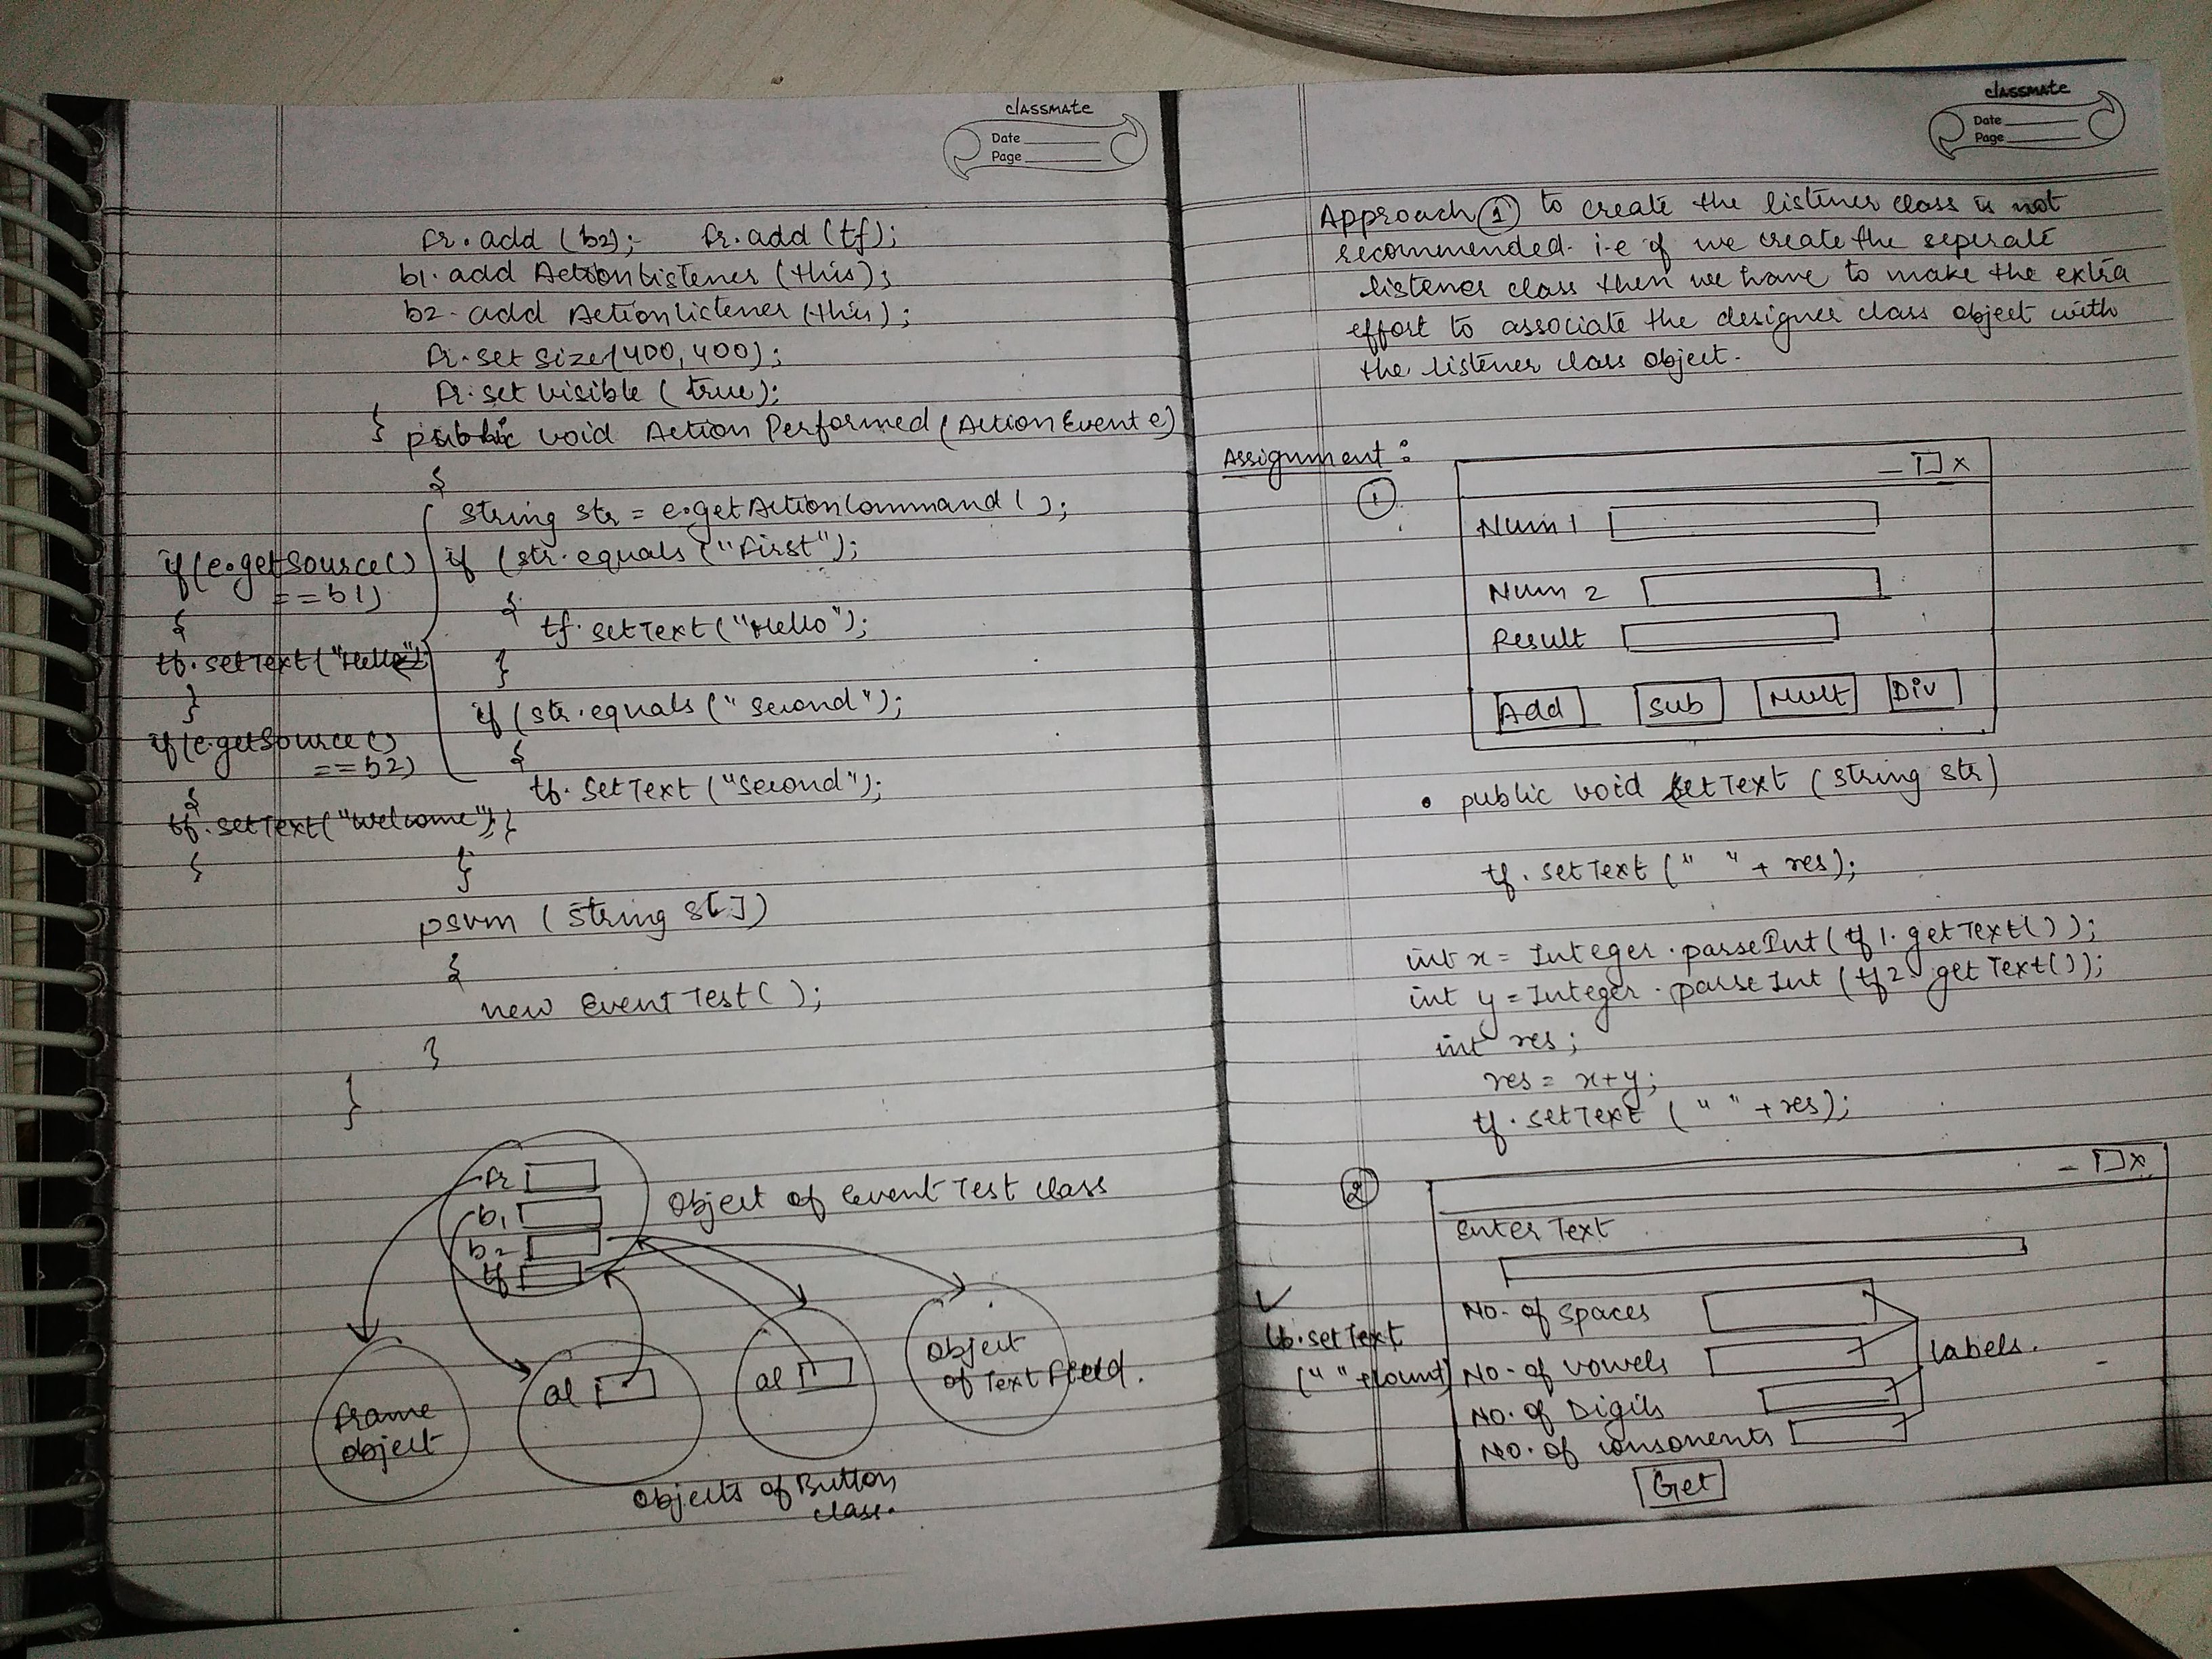 classmate
Date
Page
fr.add(b2); fr.add(tf);
b1.add ActionListener(this);
b2.add ActionListener(this);
fr.set size(400,400);
fr.set visible (true);
} public void Action Performed(ActionEvent e)
{
string str = e.getActionCommand();
if (str.equals("First");
{
tf.setText("Hello");
}
if (str.equals("second");
{
tf.setText("second");
}
}
if(e.getSource()
==b1)
{
tf.setText("Hello");
}
if(e.getSource()
==b2)
{
tf.setText("Welcome");
}
psvm (string s[])
{
new EventTest();
}
}
fr
b1
b2
tf
Object of EventTest class
frame
object
al
al
object
of TextField.
Objects of Button
class.
classmate
Date
Page
Approach 1 to create the listener class is not
recommended. i.e if we create the seperate
listener class then we have to make the extra
effort to associate the designer class object with
the listener class object.
Assignment:
1
- x
Num 1
Num 2
Result
Add Sub Mult Div
• public void setText (string str)
tf.setText(" " + res);
int x = Integer.parseInt(tf1.getText());
int y = Integer.parseInt(tf2.getText());
int res;
res = x+y;
tf.setText(" " +res);
2
- x
Enter Text
No. of spaces
No. of vowels
No. of Digits
No. of consonents
labels.
Get
lb.setText
(" "+count)